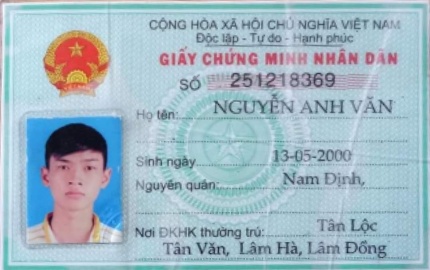 CỘNG HÒA XÃ HỘI CHỦ NGHĨA VIỆT NAM
Độc lập - Tự do - Hạnh phúc
GIẤY CHỨNG MINH NHÂN DÂN
SỐ 251218369
Họ tên: NGUYỄN ANH VĂN
Sinh ngày 13-05-2000
Nguyên quán: Nam Định,
Nơi ĐKHK thường trú: Tân Lộc
Tân Văn, Lâm Hà, Lâm Đồng